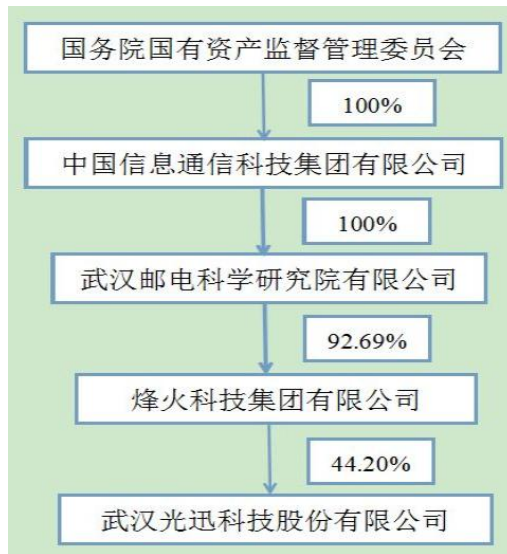 国务院国有资产监督管理委员会
100%
中国信息通信科技集团有限公司
100%
武汉邮电科学研究院有限公司
92.69%
烽火科技集团有限公司
44.20%
武汉光迅科技股份有限公司